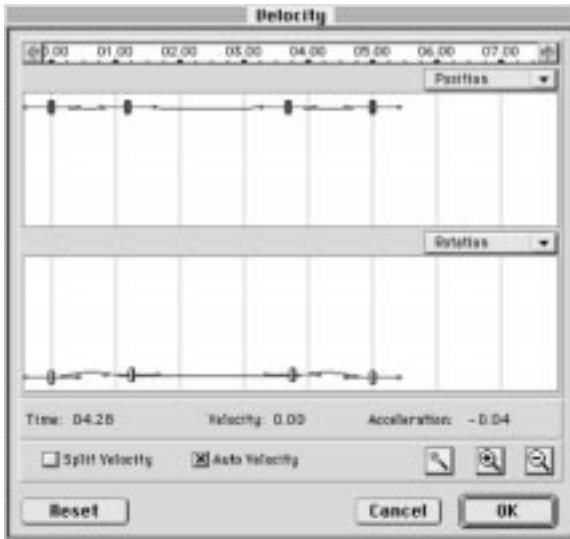 Velocity
0.00 01.00 02.00 03.00 04.00 05.00 06.00 07.00
Position
Rotation
Time: 04.28 Velocity: 0.00 Acceleration: -0.04
Split Velocity Auto Velocity
Reset Cancel OK